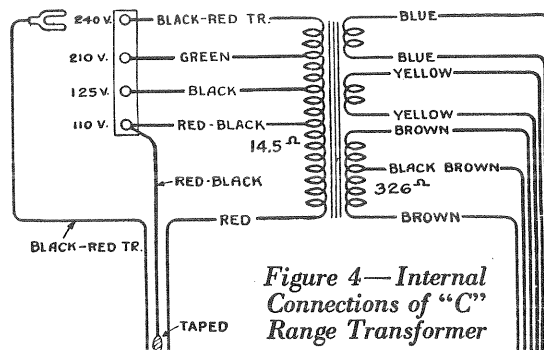 240 V. BLACK-RED TR. BLUE
210 V. GREEN BLUE
YELLOW
125 V. BLACK
YELLOW
110 V. RED-BLACK BROWN
14.5 Ω
BLACK BROWN
RED-BLACK 326 Ω
RED BROWN
BLACK-RED TR.
Figure 4—Internal
Connections of "C"
Range Transformer
TAPED